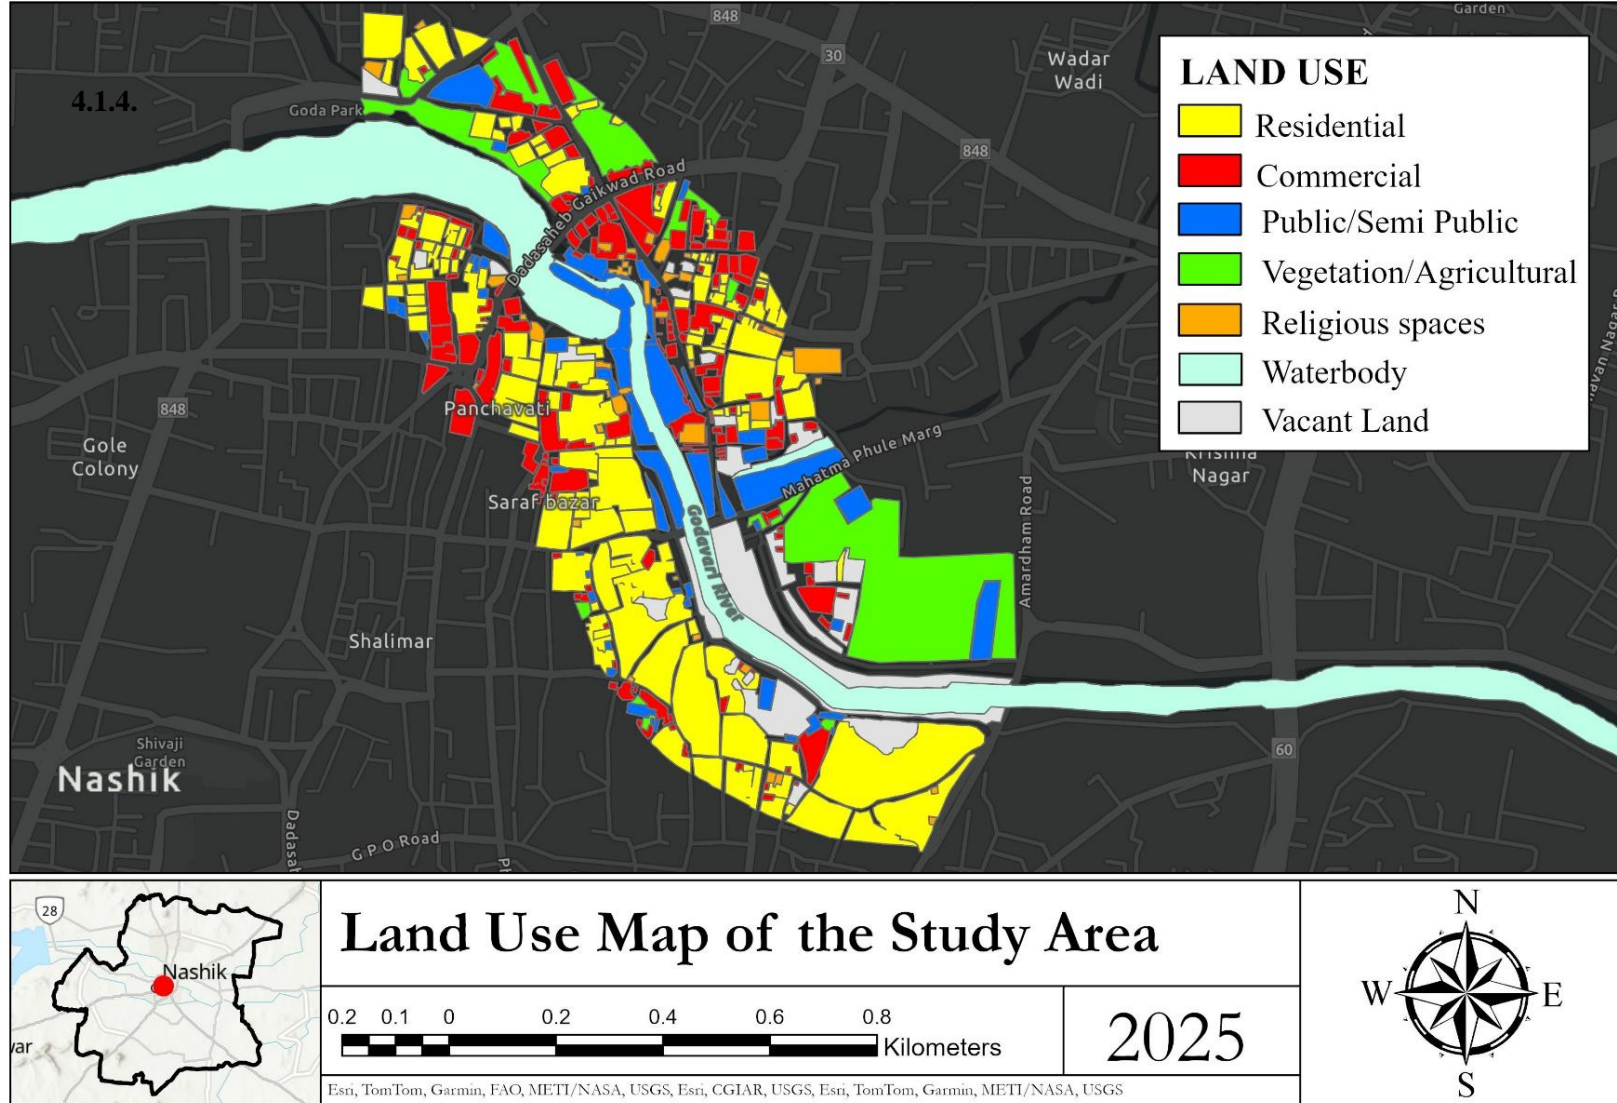 848
Garden
30
Wadar
Wadi
4.1.4.
Goda Park
848
Dadasaheb Gaikwad Road
LAND USE
Residential
Commercial
Public/Semi Public
Vegetation/Agricultural
Religious spaces
Waterbody
Vacant Land
848
Panchavati
Gole
Colony
Mahatma Phule Marg
Krishna
Nagar
Saraf bazar
Godavari River
Amardham Road
Shalimar
Shivaji
Garden
60
Nashik
G P O Road
28
Nashik
Land Use Map of the Study Area
0.2 0.1 0 0.2 0.4 0.6 0.8
Kilometers
2025
Esri, TomTom, Garmin, FAO, METI/NASA, USGS, Esri, CGIAR, USGS, Esri, TomTom, Garmin, METI/NASA, USGS
N
W
E
S